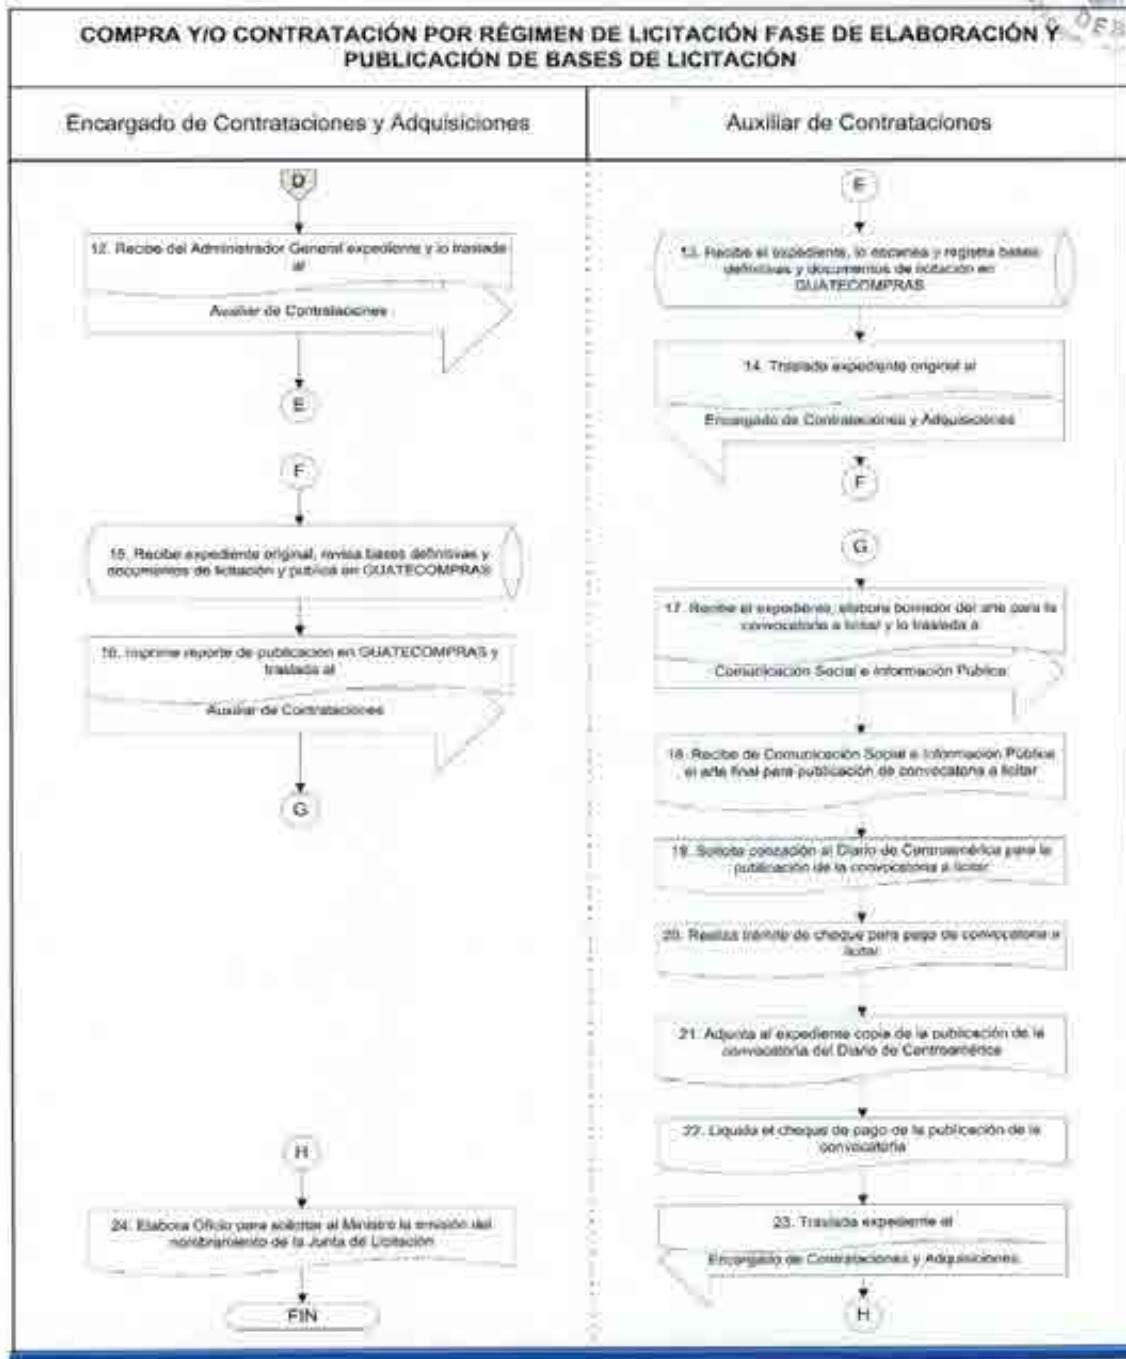 COMPRA Y/O CONTRATACIÓN POR RÉGIMEN DE LICITACIÓN FASE DE ELABORACIÓN Y
PUBLICACIÓN DE BASES DE LICITACIÓN
Encargado de Contrataciones y Adquisiciones
D
12. Recibe del Administrador General expediente y lo traslada
al
Auxiliar de Contrataciones
E
F
15. Recibe expediente original, revisa bases definitivas y
documentos de licitación y publica en GUATECOMPRAS
16. Imprime reporte de publicación en GUATECOMPRAS y
traslada al
Auxiliar de Contrataciones
G
H
24. Elabora Oficio para solicitar al Ministro la emisión del
nombramiento de la Junta de Licitación
FIN
Auxiliar de Contrataciones
E
13. Recibe el expediente, lo escanea y registra bases
definitivas y documentos de licitación en
GUATECOMPRAS
14. Traslada expediente original al
Encargado de Contrataciones y Adquisiciones
F
G
17. Recibe el expediente, elabora borrador del arte para la
convocatoria a licitar y lo traslada a
Comunicación Social e Información Pública
18. Recibe de Comunicación Social e Información Pública
el arte final para publicación de convocatoria a licitar
19. Solicita cotización al Diario de Centroamérica para la
publicación de la convocatoria a licitar
20. Realiza trámite de cheque para pago de convocatoria a
licitar
21. Adjunta al expediente copia de la publicación de la
convocatoria del Diario de Centroamérica
22. Liquida el cheque de pago de la publicación de la
convocatoria
23. Traslada expediente al
Encargado de Contrataciones y Adquisiciones
H